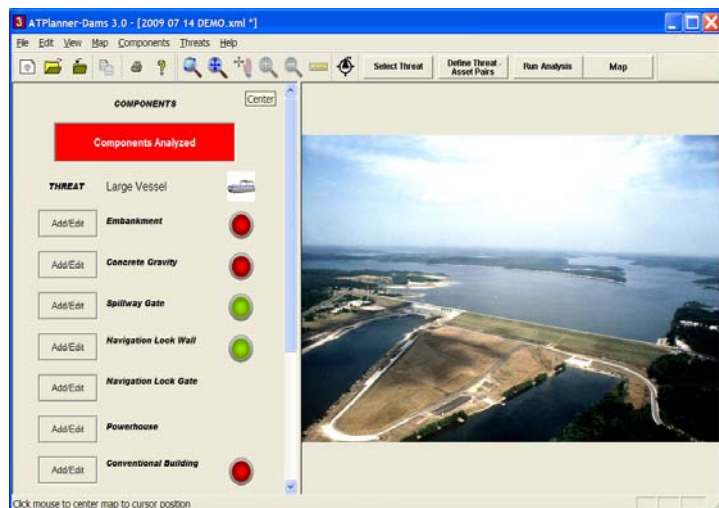 3 ATPlanner-Dams 3.0 - [2009 07 14 DEMO.xml *]
File Edit View Map Components Threats Help
Select Threat
Define Threat -
Asset Pairs
Run Analysis
Map
COMPONENTS
Center
Components Analyzed
THREAT Large Vessel
Add/Edit Embankment
Add/Edit Concrete Gravity
Add/Edit Spillway Gate
Add/Edit Navigation Lock Wall
Add/Edit Navigation Lock Gate
Add/Edit Powerhouse
Add/Edit Conventional Building
Click mouse to center map to cursor position